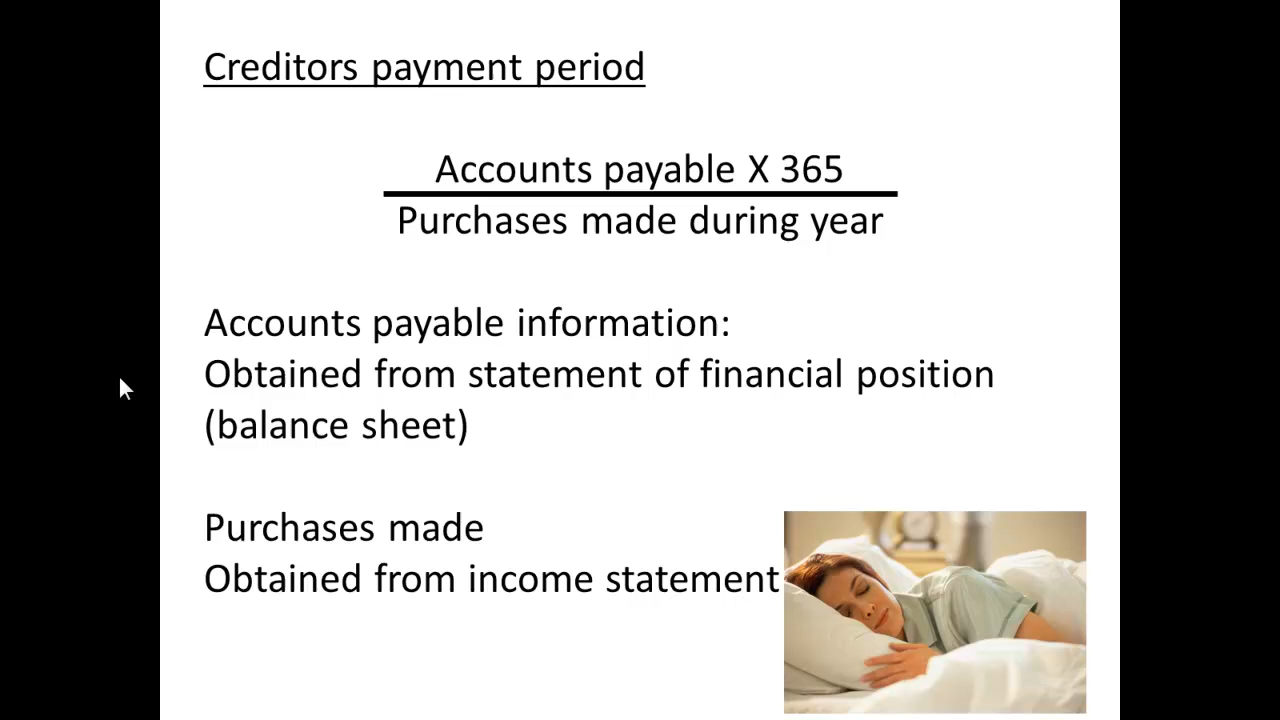 Creditors payment period
Accounts payable X 365
Purchases made during year
Accounts payable information:
Obtained from statement of financial position
(balance sheet)
Purchases made
Obtained from income statement